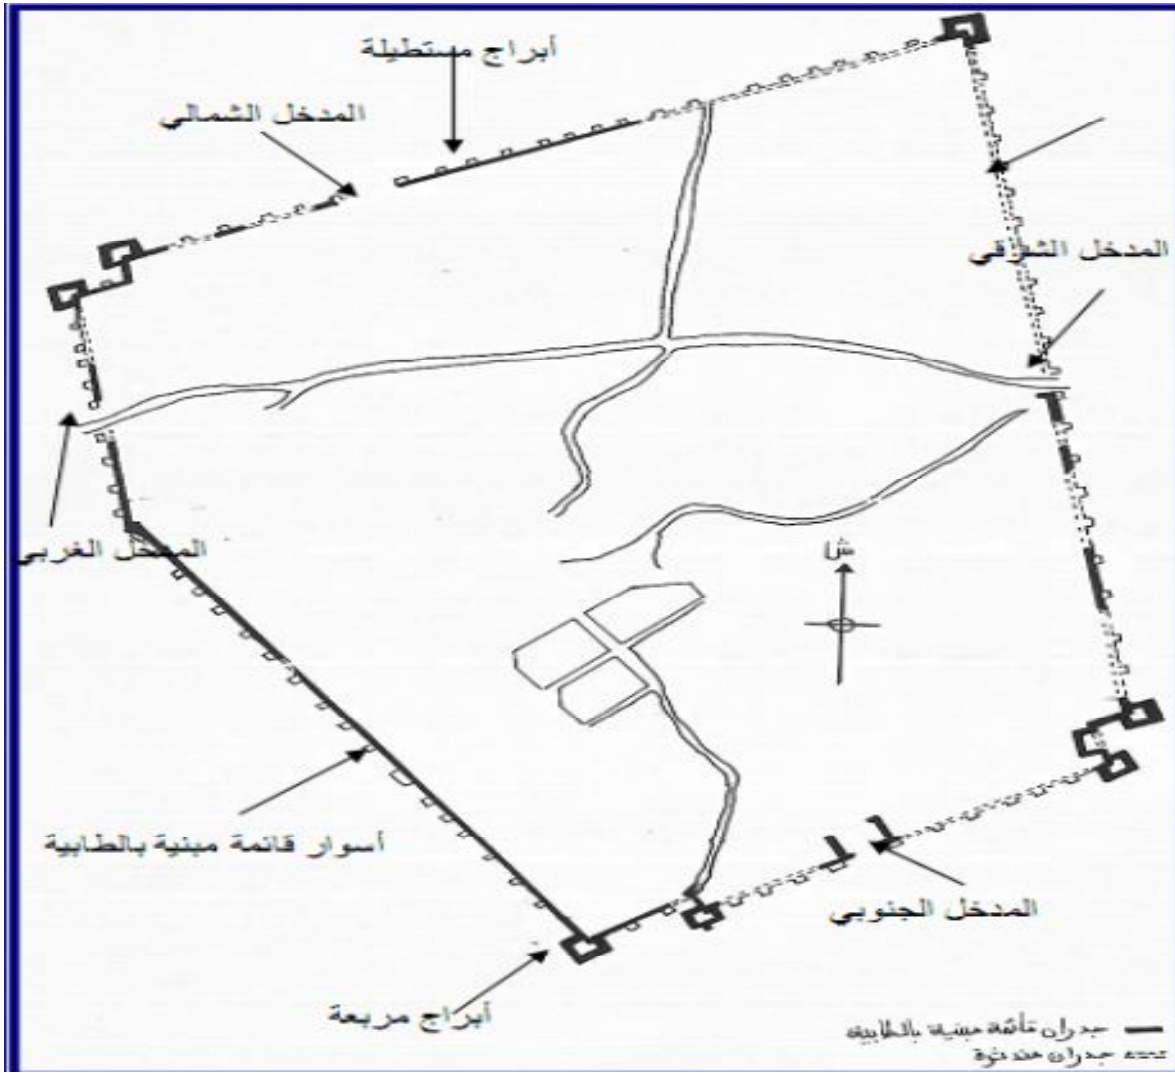 أبراج مستطيلة
المدخل الشمالي
المدخل الشرقي
المدخل الغربي
ش
أسوار قائمة مبنية بالطابية
المدخل الجنوبي
أبراج مربعة
جدران قائمة مبنية بالطابية
جدران مندثرة